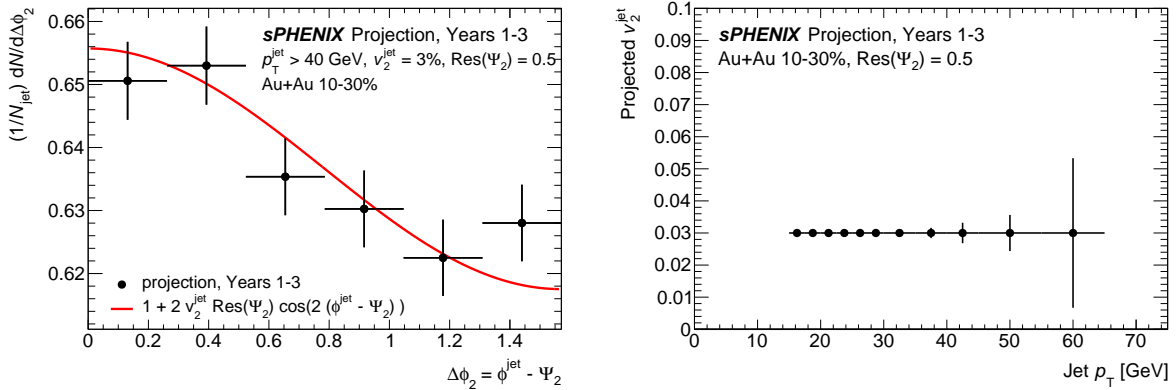 (1/N_jet) dN/dΔϕ_2
0.66
0.65
0.64
0.63
0.62
sPHENIX Projection, Years 1-3
p_T^jet > 40 GeV, v_2^jet = 3%, Res(Ψ_2) = 0.5
Au+Au 10-30%
projection, Years 1-3
1 + 2 v_2^jet Res(Ψ_2) cos(2 (ϕ^jet - Ψ_2) )
0 0.2 0.4 0.6 0.8 1 1.2 1.4
Δϕ_2 = ϕ^jet - Ψ_2
Projected v_2^jet
0.1
0.09
0.08
0.07
0.06
0.05
0.04
0.03
0.02
0.01
0
sPHENIX Projection, Years 1-3
Au+Au 10-30%, Res(Ψ_2) = 0.5
0 10 20 30 40 50 60 70
Jet p_T [GeV]